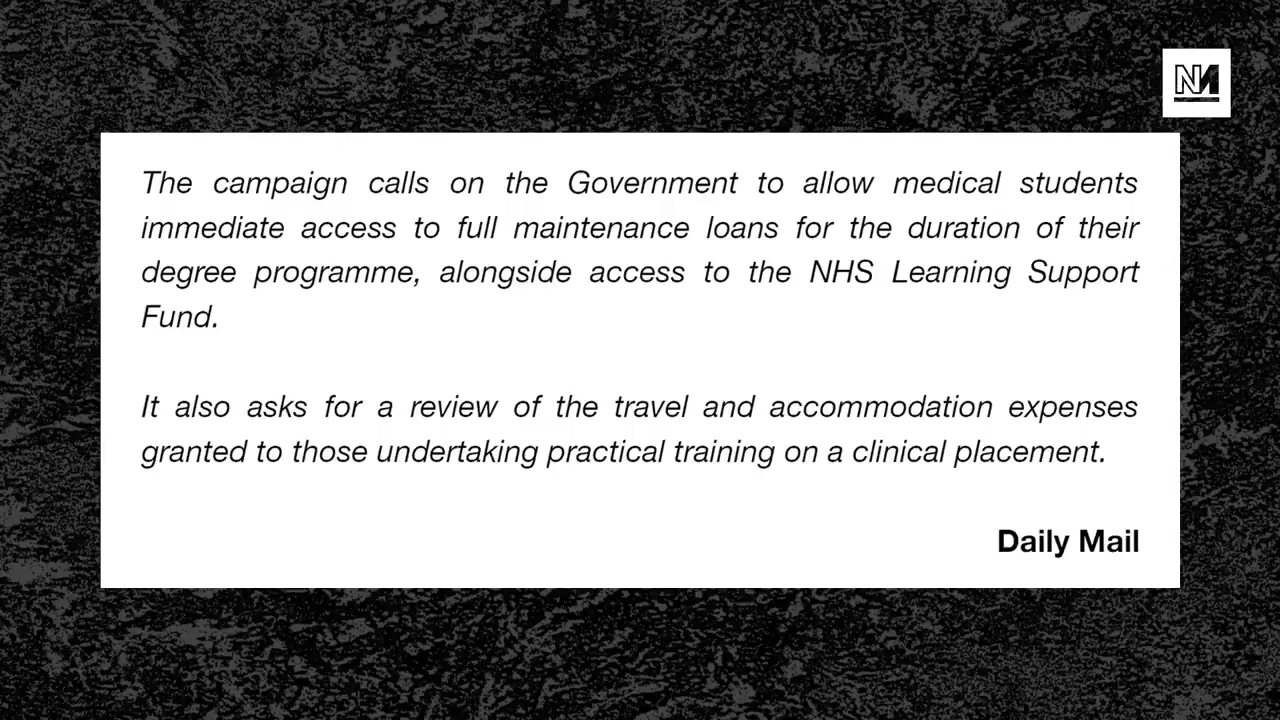 NM
The campaign calls on the Government to allow medical students
immediate access to full maintenance loans for the duration of their
degree programme, alongside access to the NHS Learning Support
Fund.
It also asks for a review of the travel and accommodation expenses
granted to those undertaking practical training on a clinical placement.
Daily Mail